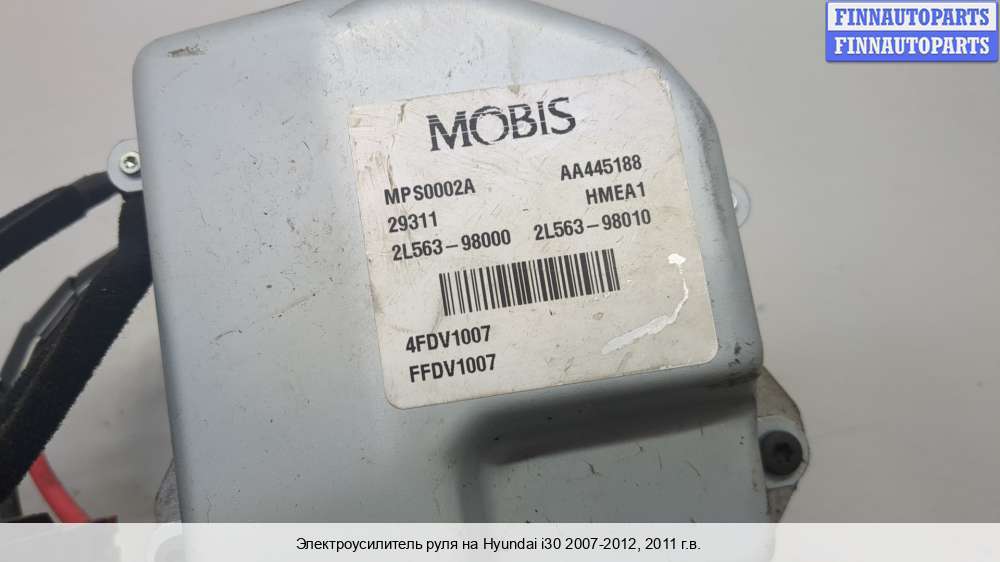 FINNAUTOPARTS
FINNAUTOPARTS
MOBIS
MPS0002A AA445188
29311 HMEA1
2L563-98000 2L563-98010
4FDV1007
FFDV1007
Электроусилитель руля на Hyundai i30 2007-2012, 2011 г.в.